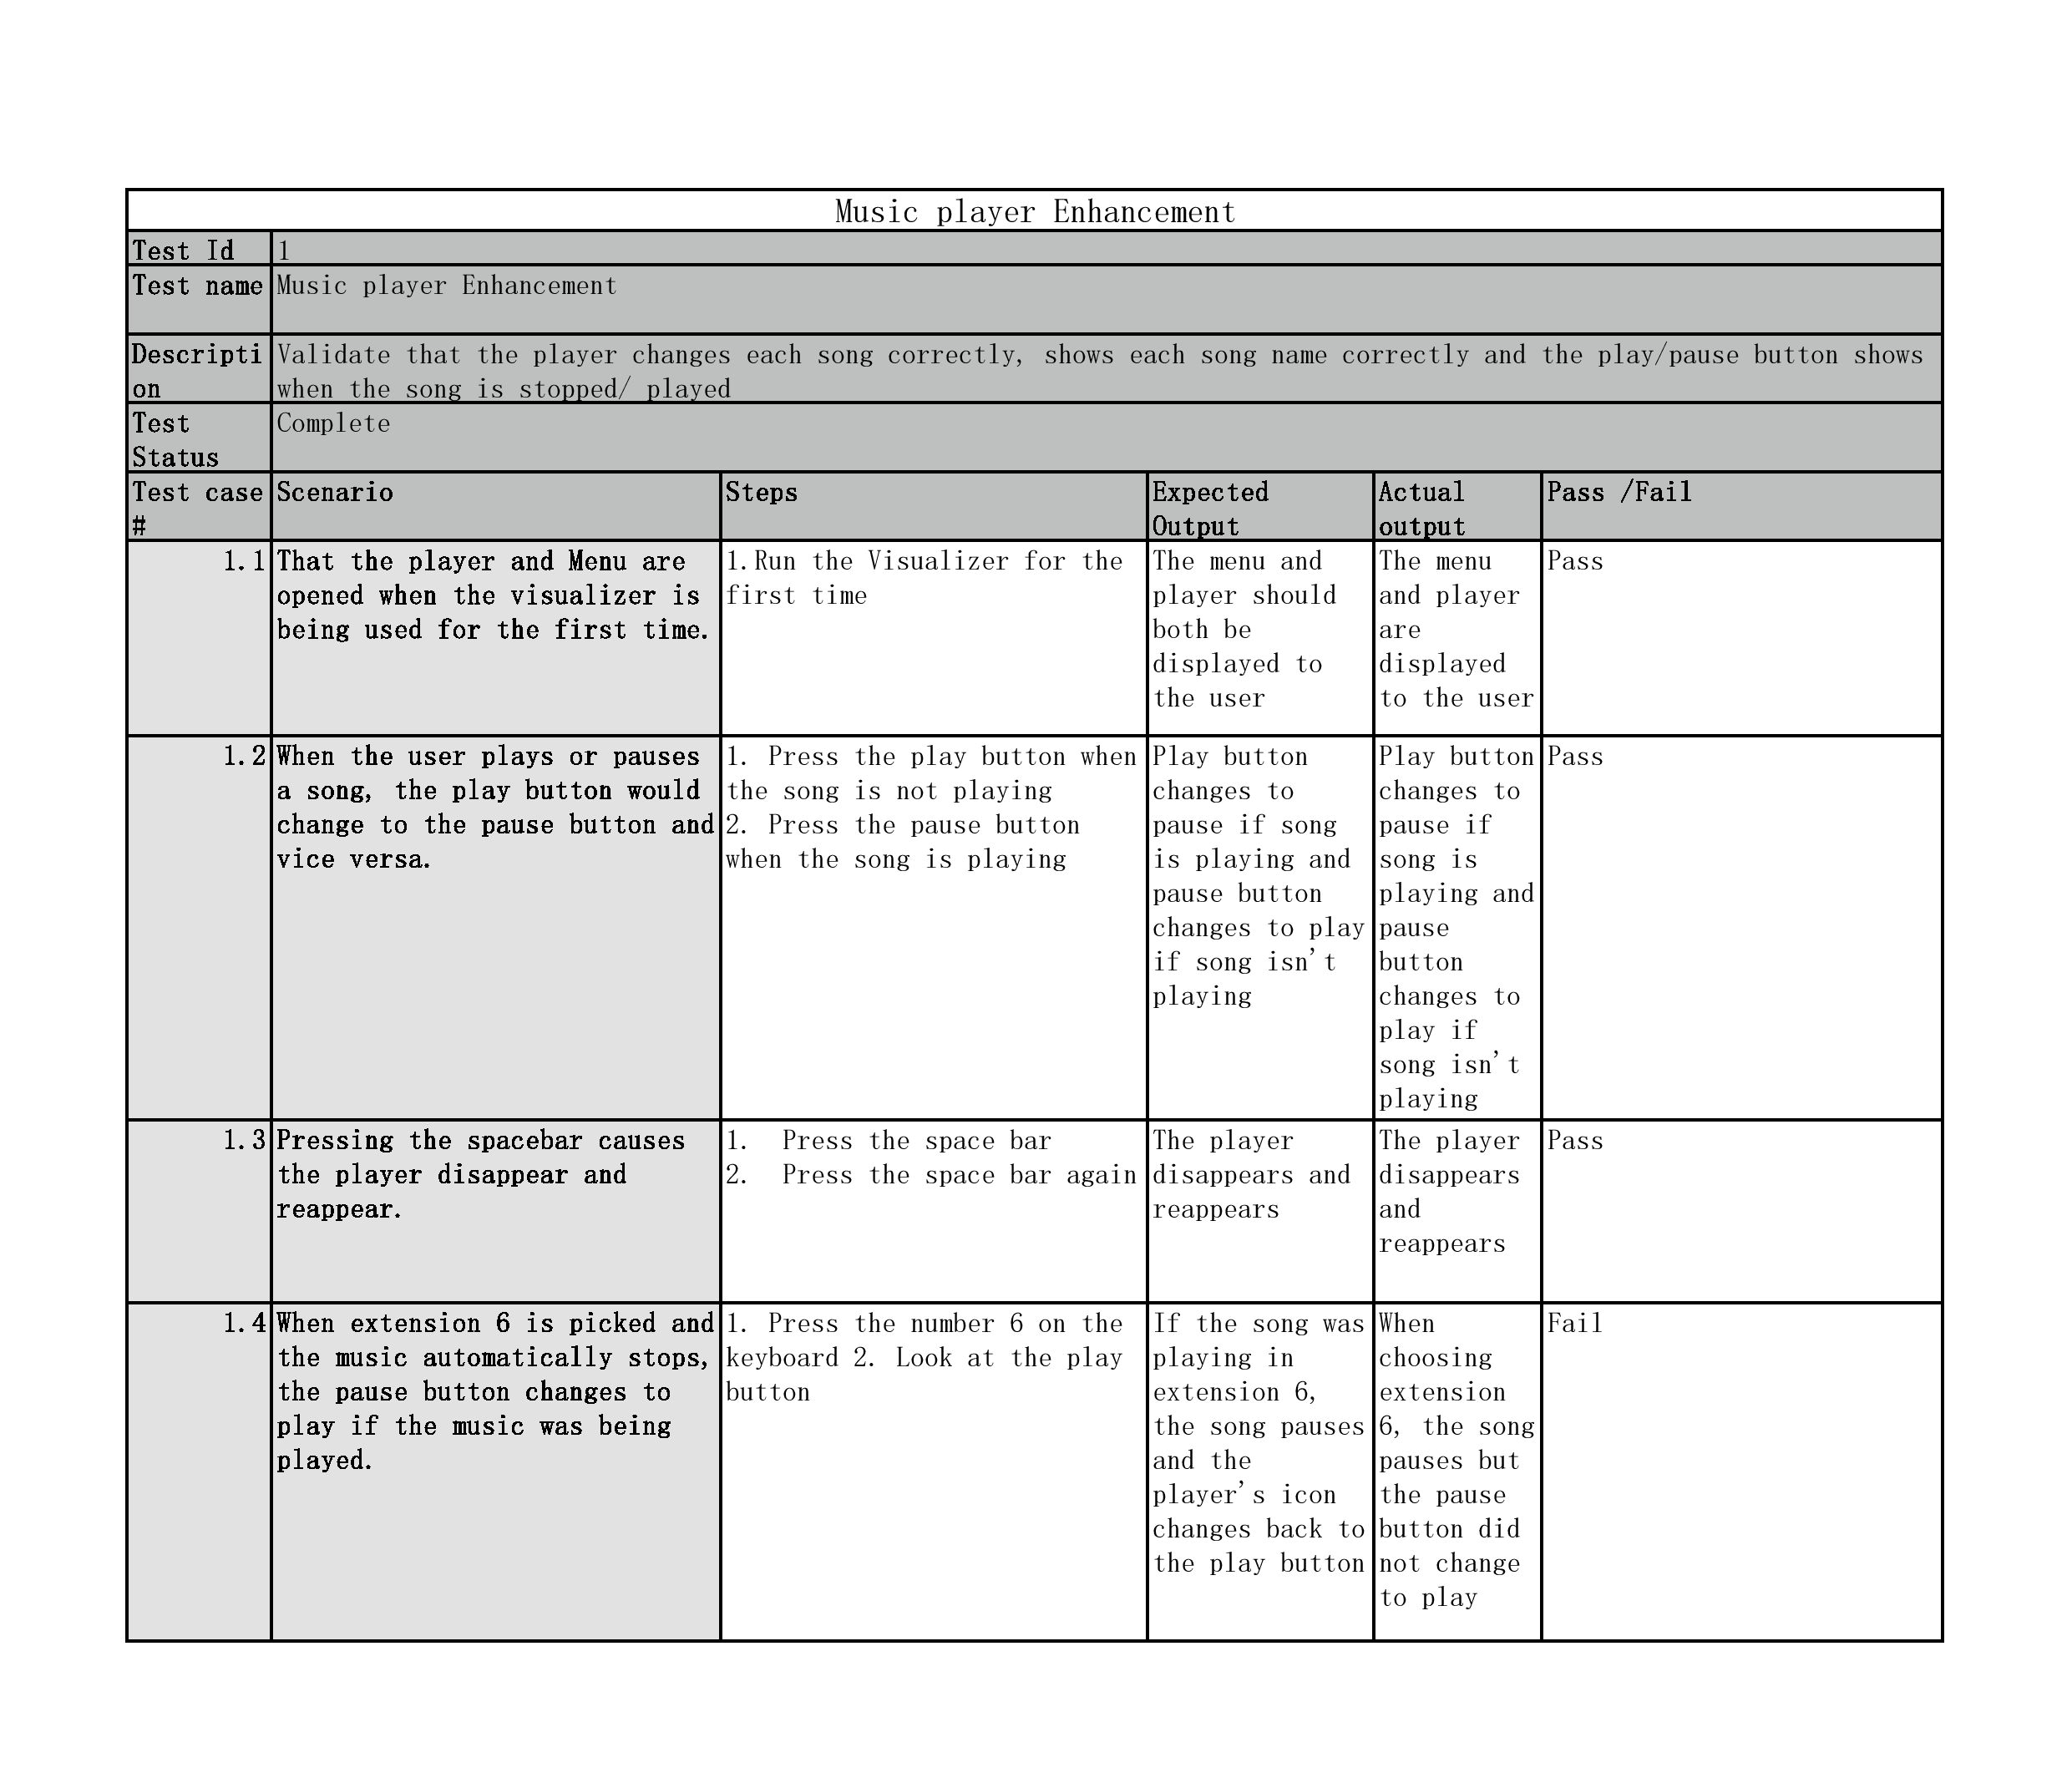 Music player Enhancement
Test Id
1
Test name
Music player Enhancement
Descripti
on
Validate that the player changes each song correctly, shows each song name correctly and the play/pause button shows
when the song is stopped/ played
Test
Status
Complete
Test case
#
Scenario
Steps
Expected
Output
Actual
output
Pass /Fail
1.1
That the player and Menu are
opened when the visualizer is
being used for the first time.
1.Run the Visualizer for the
first time
The menu and
player should
both be
displayed to
the user
The menu
and player
are
displayed
to the user
Pass
1.2
When the user plays or pauses
a song, the play button would
change to the pause button and
vice versa.
1. Press the play button when
the song is not playing
2. Press the pause button
when the song is playing
Play button
changes to
pause if song
is playing and
pause button
changes to play
if song isn't
playing
Play button
changes to
pause if
song is
playing and
pause
button
changes to
play if
song isn't
playing
Pass
1.3
Pressing the spacebar causes
the player disappear and
reappear.
1. Press the space bar
2. Press the space bar again
The player
disappears and
reappears
The player
disappears
and
reappears
Pass
1.4
When extension 6 is picked and
the music automatically stops,
the pause button changes to
play if the music was being
played.
1. Press the number 6 on the
keyboard 2. Look at the play
button
If the song was
playing in
extension 6,
the song pauses
and the
player's icon
changes back to
the play button
When
choosing
extension
6, the song
pauses but
the pause
button did
not change
to play
Fail